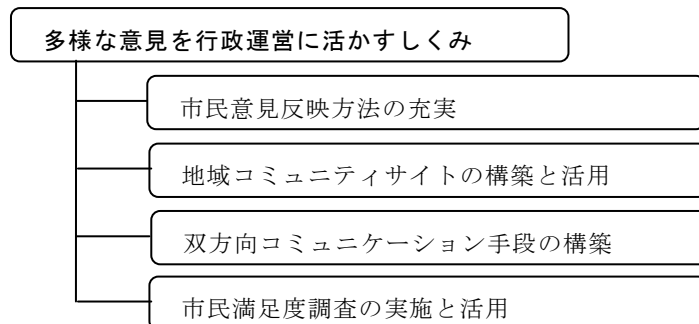 多様な意見を行政運営に活かすしくみ
市民意見反映方法の充実
地域コミュニティサイトの構築と活用
双方向コミュニケーション手段の構築
市民満足度調査の実施と活用